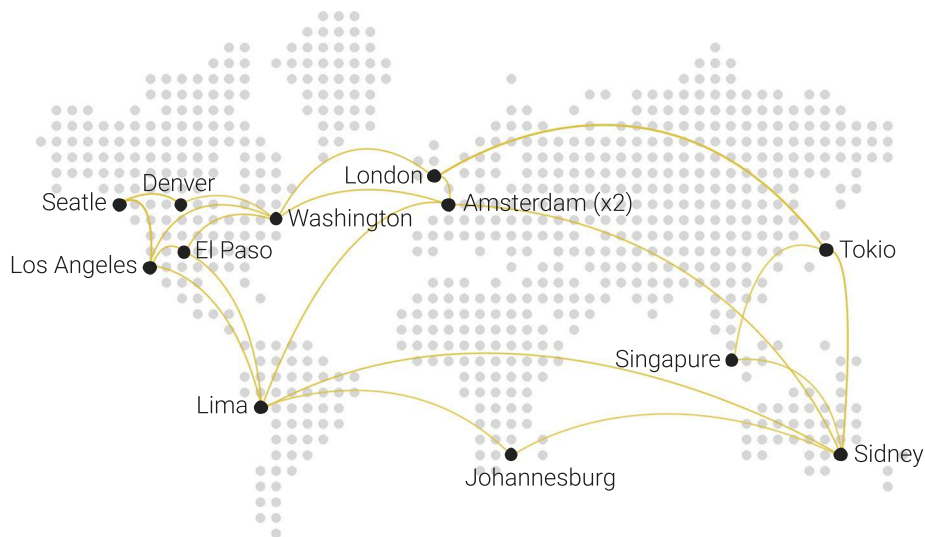 Denver
London
Seatle
Amsterdam (x2)
Washington
El Paso
Tokio
Los Angeles
Singapure
Lima
Sidney
Johannesburg